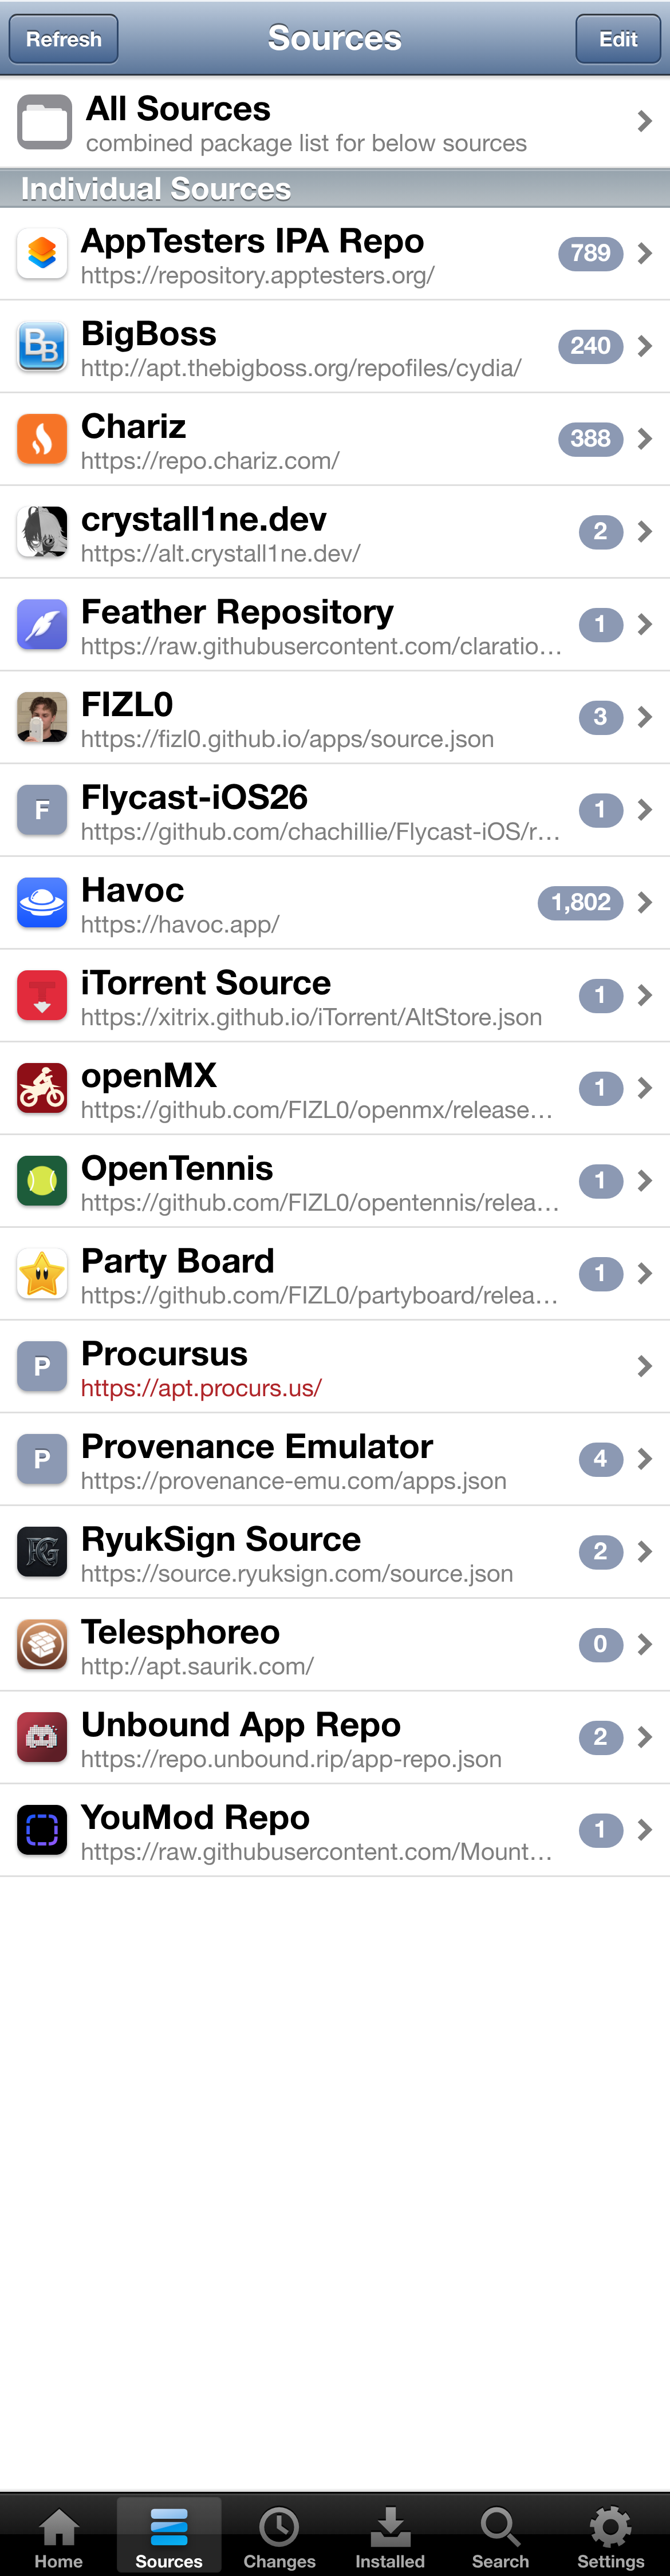 Refresh
Sources
Edit
All Sources
combined package list for below sources
Individual Sources
AppTesters IPA Repo
https://repository.apptesters.org/
789
BB
BigBoss
http://apt.thebigboss.org/repofiles/cydia/
240
Chariz
https://repo.chariz.com/
388
crystall1ne.dev
https://alt.crystall1ne.dev/
2
Feather Repository
https://raw.githubusercontent.com/claratio...
1
FIZL0
https://fizl0.github.io/apps/source.json
3
F
Flycast-iOS26
https://github.com/chachillie/Flycast-iOS/r...
1
Havoc
https://havoc.app/
1,802
iTorrent Source
https://xitrix.github.io/iTorrent/AltStore.json
1
openMX
https://github.com/FIZL0/openmx/release...
1
OpenTennis
https://github.com/FIZL0/opentennis/relea...
1
Party Board
https://github.com/FIZL0/partyboard/relea...
1
P
Procursus
https://apt.procurs.us/
P
Provenance Emulator
https://provenance-emu.com/apps.json
4
RyukSign Source
https://source.ryuksign.com/source.json
2
Telesphoreo
http://apt.saurik.com/
0
Unbound App Repo
https://repo.unbound.rip/app-repo.json
2
YouMod Repo
https://raw.githubusercontent.com/Mount...
1
Home
Sources
Changes
Installed
Search
Settings